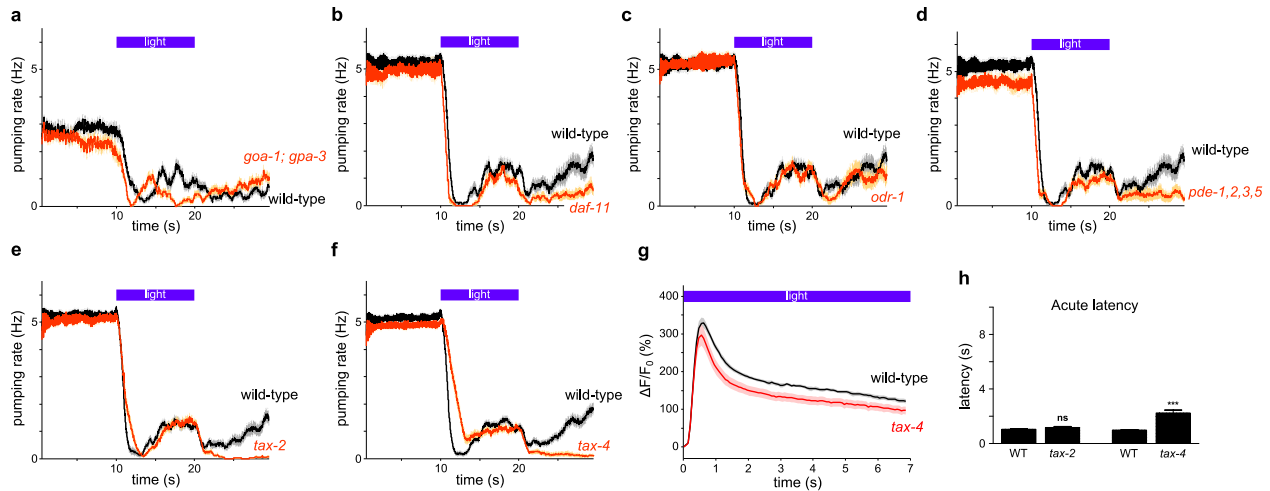 a
light
pumping rate (Hz)
5
0
10
20
time (s)
goa-1; gpa-3
wild-type
b
light
pumping rate (Hz)
5
0
10
20
time (s)
wild-type
daf-11
c
light
pumping rate (Hz)
5
0
10
20
time (s)
wild-type
odr-1
d
light
pumping rate (Hz)
5
0
10
20
time (s)
wild-type
pde-1,2,3,5
e
light
pumping rate (Hz)
5
0
10
20
time (s)
wild-type
tax-2
f
light
pumping rate (Hz)
5
0
10
20
time (s)
wild-type
tax-4
g
light
ΔF/F0 (%)
400
300
200
100
0
0 1 2 3 4 5 6 7
time (s)
wild-type
tax-4
h
Acute latency
latency (s)
8
4
2
0
ns
***
WT tax-2 WT tax-4